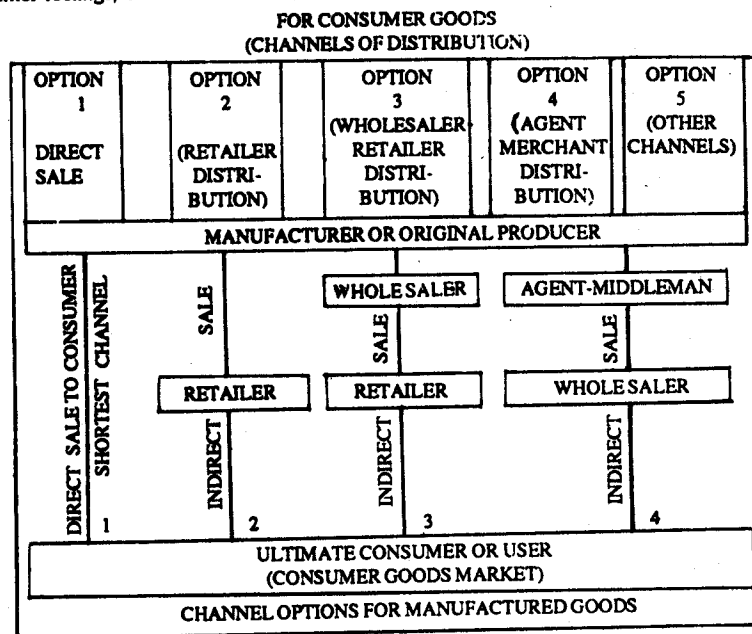 FOR CONSUMER GOODS
(CHANNELS OF DISTRIBUTION)
OPTION
1
DIRECT
SALE
OPTION
2
(RETAILER
DISTRI-
BUTION)
OPTION
3
(WHOLESALER
RETAILER
DISTRI-
BUTION)
OPTION
4
(AGENT
MERCHANT
DISTRI-
BUTION)
OPTION
5
(OTHER
CHANNELS)
MANUFACTURER OR ORIGINAL PRODUCER
DIRECT SALE TO CONSUMER
SHORTEST CHANNEL
1
SALE
RETAILER
INDIRECT
2
WHOLE SALER
SALE
RETAILER
INDIRECT
3
AGENT-MIDDLEMAN
SALE
WHOLE SALER
INDIRECT
4
ULTIMATE CONSUMER OR USER
(CONSUMER GOODS MARKET)
CHANNEL OPTIONS FOR MANUFACTURED GOODS